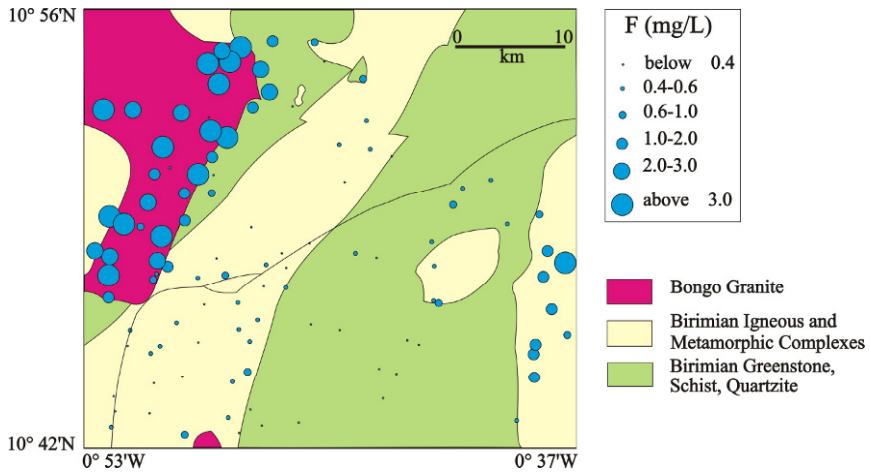 10° 56'N
0 10
km
10° 42'N
0° 53'W 0° 37'W
F (mg/L)
below 0.4
0.4-0.6
0.6-1.0
1.0-2.0
2.0-3.0
above 3.0
Bongo Granite
Birimian Igneous and
Metamorphic Complexes
Birimian Greenstone,
Schist, Quartzite